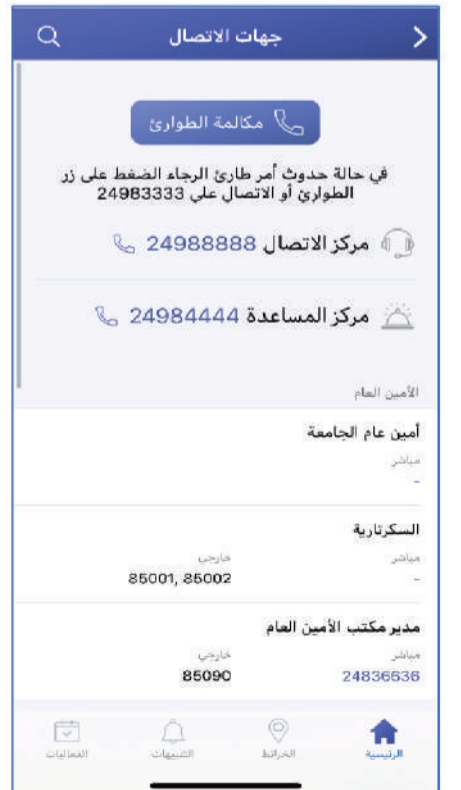 جهات الاتصال
مكالمة الطوارئ
في حالة حدوث أمر طارئ الرجاء الضغط على زر
الطوارئ أو الاتصال على 24983333
مركز الاتصال 24988888
مركز المساعدة 24984444
الأمين العام
أمين عام الجامعة
مباشر
-
السكرتارية
مباشر خارجي
- 85001, 85002
مدير مكتب الأمين العام
مباشر خارجي
24836636 85090
الرئيسية الخرائط التنبيهات الفعاليات